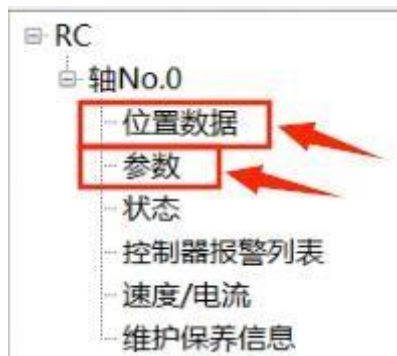 RC
轴No.0
位置数据
参数
状态
控制器报警列表
速度/电流
维护保养信息